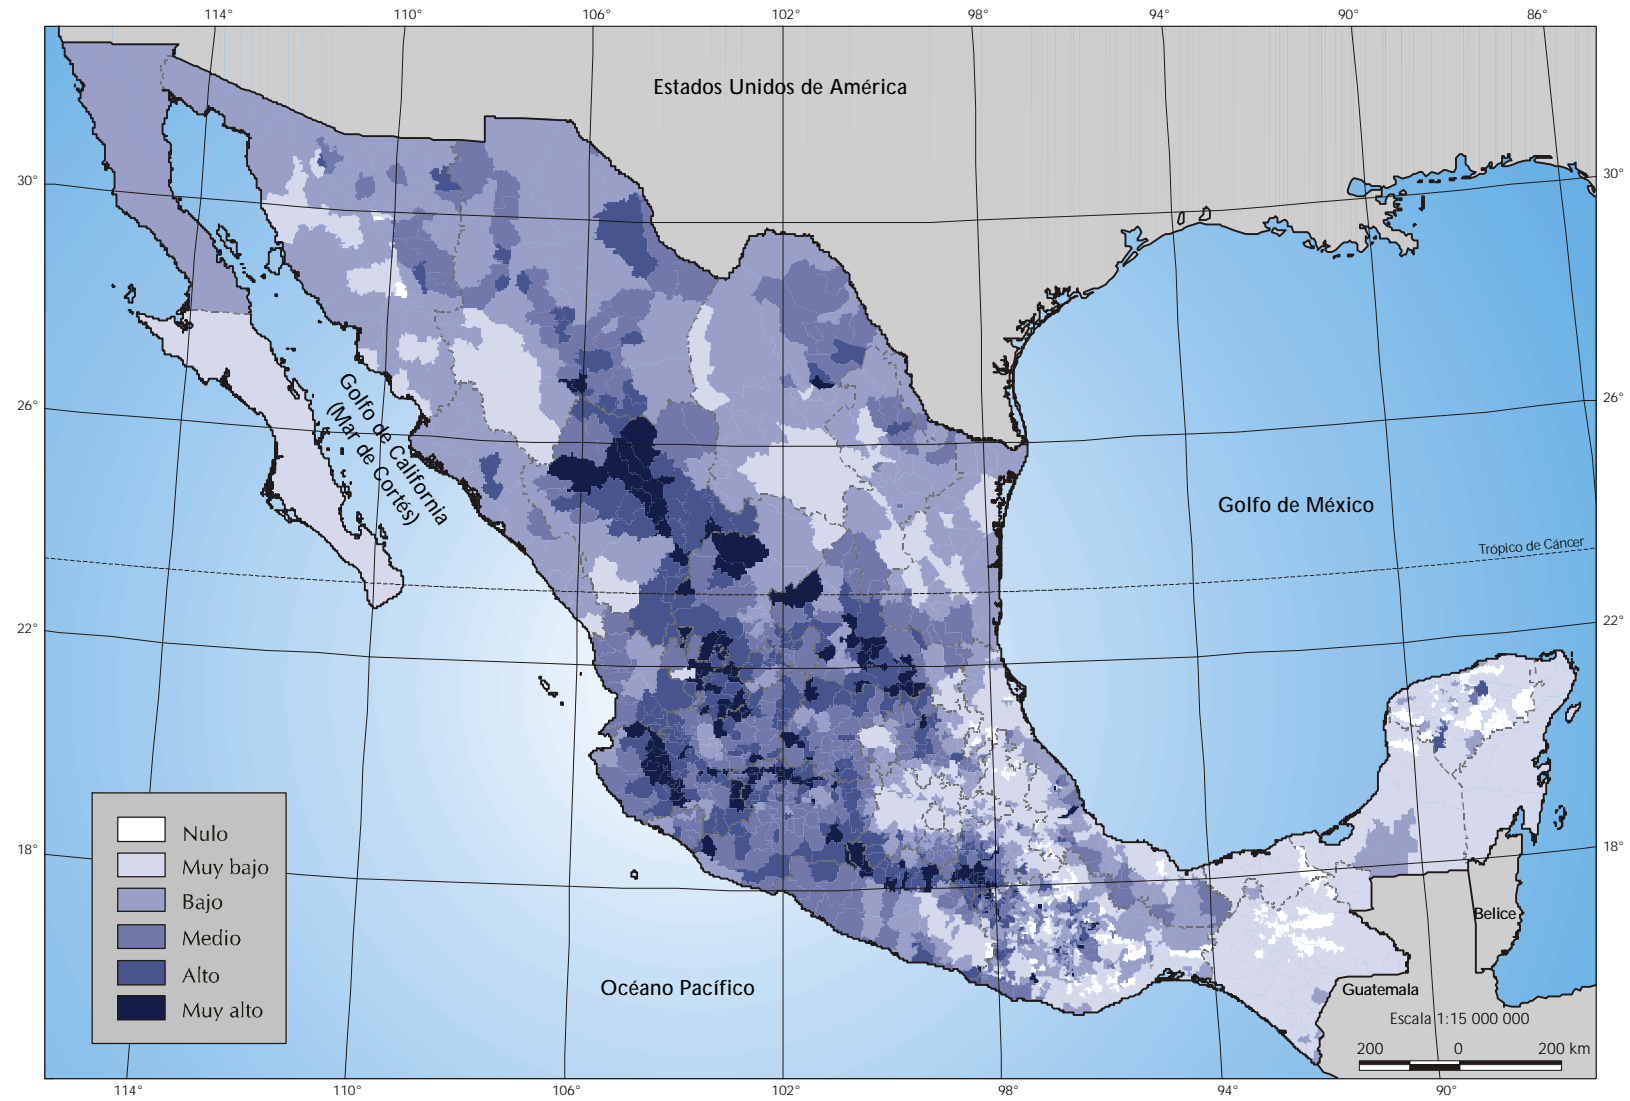 114°
110°
106°
102°
98°
94°
90°
86°
Estados Unidos de América
30°
30°
26°
26°
Golfo de California
(Mar de Cortés)
Golfo de México
Trópico de Cáncer
22°
22°
18°
18°
Nulo
Muy bajo
Bajo
Medio
Alto
Muy alto
Belice
Océano Pacífico
Guatemala
Escala 1:15 000 000
200 0 200 km
114°
110°
106°
102°
98°
94°
90°